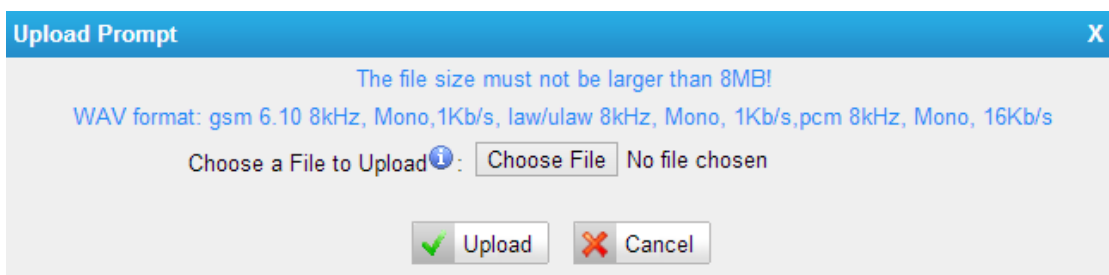 Upload Prompt X
The file size must not be larger than 8MB!
WAV format: gsm 6.10 8kHz, Mono,1Kb/s, law/ulaw 8kHz, Mono, 1Kb/s,pcm 8kHz, Mono, 16Kb/s
Choose a File to Upload i : Choose File No file chosen
Upload Cancel